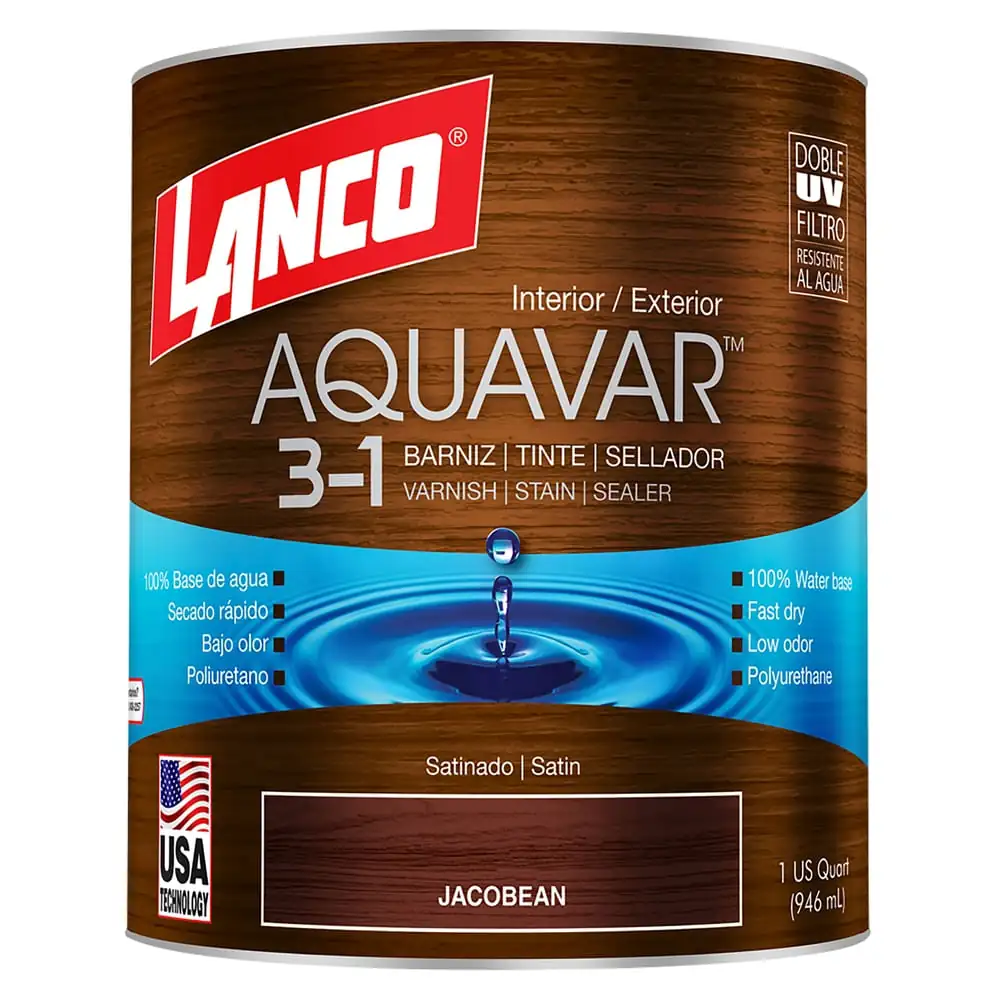 LANCO®
DOBLE
UV
FILTRO
RESISTENTE
AL AGUA
Interior / Exterior
AQUAVAR™
3-1
BARNIZ | TINTE | SELLADOR
VARNISH | STAIN | SEALER
100% Base de agua
Secado rápido
Bajo olor
Poliuretano
100% Water base
Fast dry
Low odor
Polyurethane
Satinado | Satin
JACOBEAN
USA
TECHNOLOGY
1 US Quart
(946 mL)